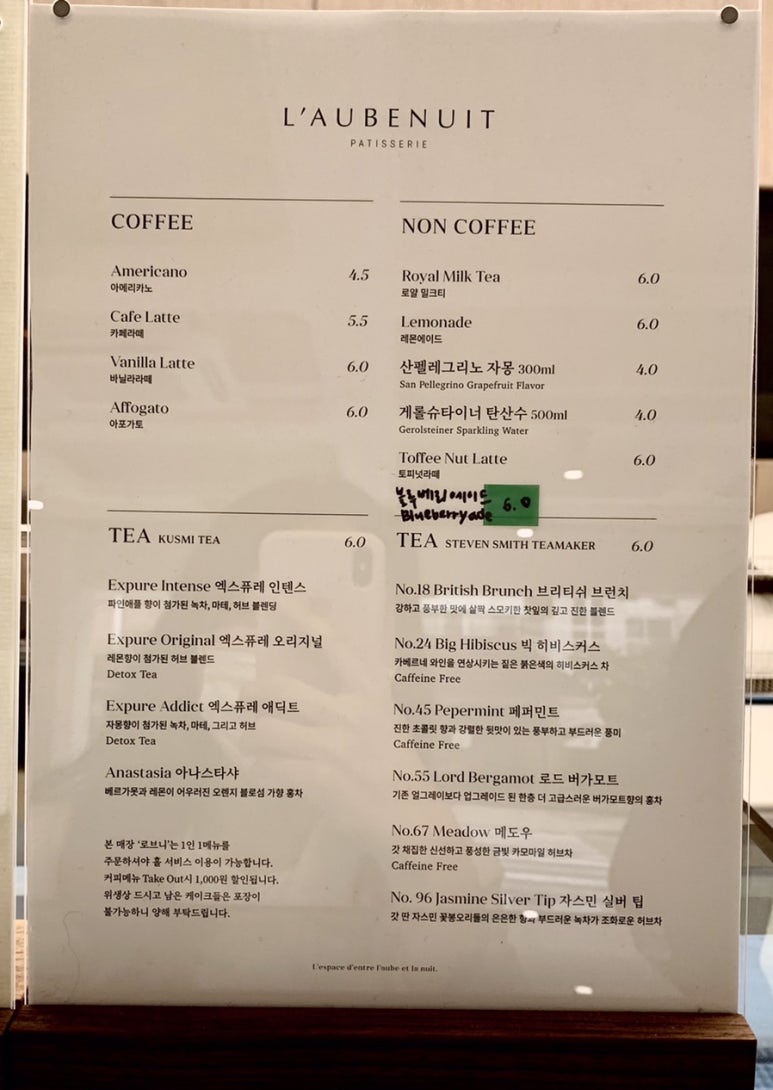 L'AUBENUIT
PATISSERIE
COFFEE
Americano 4.5
아메리카노
Cafe Latte 5.5
카페라떼
Vanilla Latte 6.0
바닐라라떼
Affogato 6.0
아포가토
NON COFFEE
Royal Milk Tea 6.0
로얄 밀크티
Lemonade 6.0
레몬에이드
산펠레그리노 자몽 300ml 4.0
San Pellegrino Grapefruit Flavor
게롤슈타이너 탄산수 500ml 4.0
Gerolsteiner Sparkling Water
Toffee Nut Latte 6.0
토피넛라떼
블루베리에이드 6.0
Blueberryade
TEA KUSMI TEA 6.0
Expure Intense 엑스퓨레 인텐스
파인애플 향이 첨가된 녹차, 마테, 허브 블렌딩
Expure Original 엑스퓨레 오리지널
레몬향이 첨가된 허브 블렌드
Detox Tea
Expure Addict 엑스퓨레 애딕트
자몽향이 첨가된 녹차, 마테, 그리고 허브
Detox Tea
Anastasia 아나스타샤
베르가못과 레몬이 어우러진 오렌지 블로섬 가향 홍차
본 매장 '로브니'는 1인 1메뉴를
주문하셔야 홀 서비스 이용이 가능합니다.
커피메뉴 Take Out시 1,000원 할인됩니다.
위생상 드시고 남은 케이크들은 포장이
불가능하니 양해 부탁드립니다.
TEA STEVEN SMITH TEAMAKER 6.0
No.18 British Brunch 브리티쉬 브런치
강하고 풍부한 맛에 살짝 스모키한 찻잎의 깊고 진한 블렌드
No.24 Big Hibiscus 빅 히비스커스
카베르네 와인을 연상시키는 짙은 붉은색의 히비스커스 차
Caffeine Free
No.45 Pepermint 페퍼민트
진한 초콜릿 향과 강렬한 뒷맛이 있는 풍부하고 부드러운 풍미
Caffeine Free
No.55 Lord Bergamot 로드 버가모트
기존 얼그레이보다 업그레이드 된 한층 더 고급스러운 버가모트향의 홍차
No.67 Meadow 메도우
갓 채집한 신선하고 풍성한 금빛 카모마일 허브차
Caffeine Free
No. 96 Jasmine Silver Tip 자스민 실버 팁
갓 딴 자스민 꽃봉오리들의 은은한 향과 부드러운 녹차가 조화로운 허브차
L'espace d'entre l'aube et la nuit.